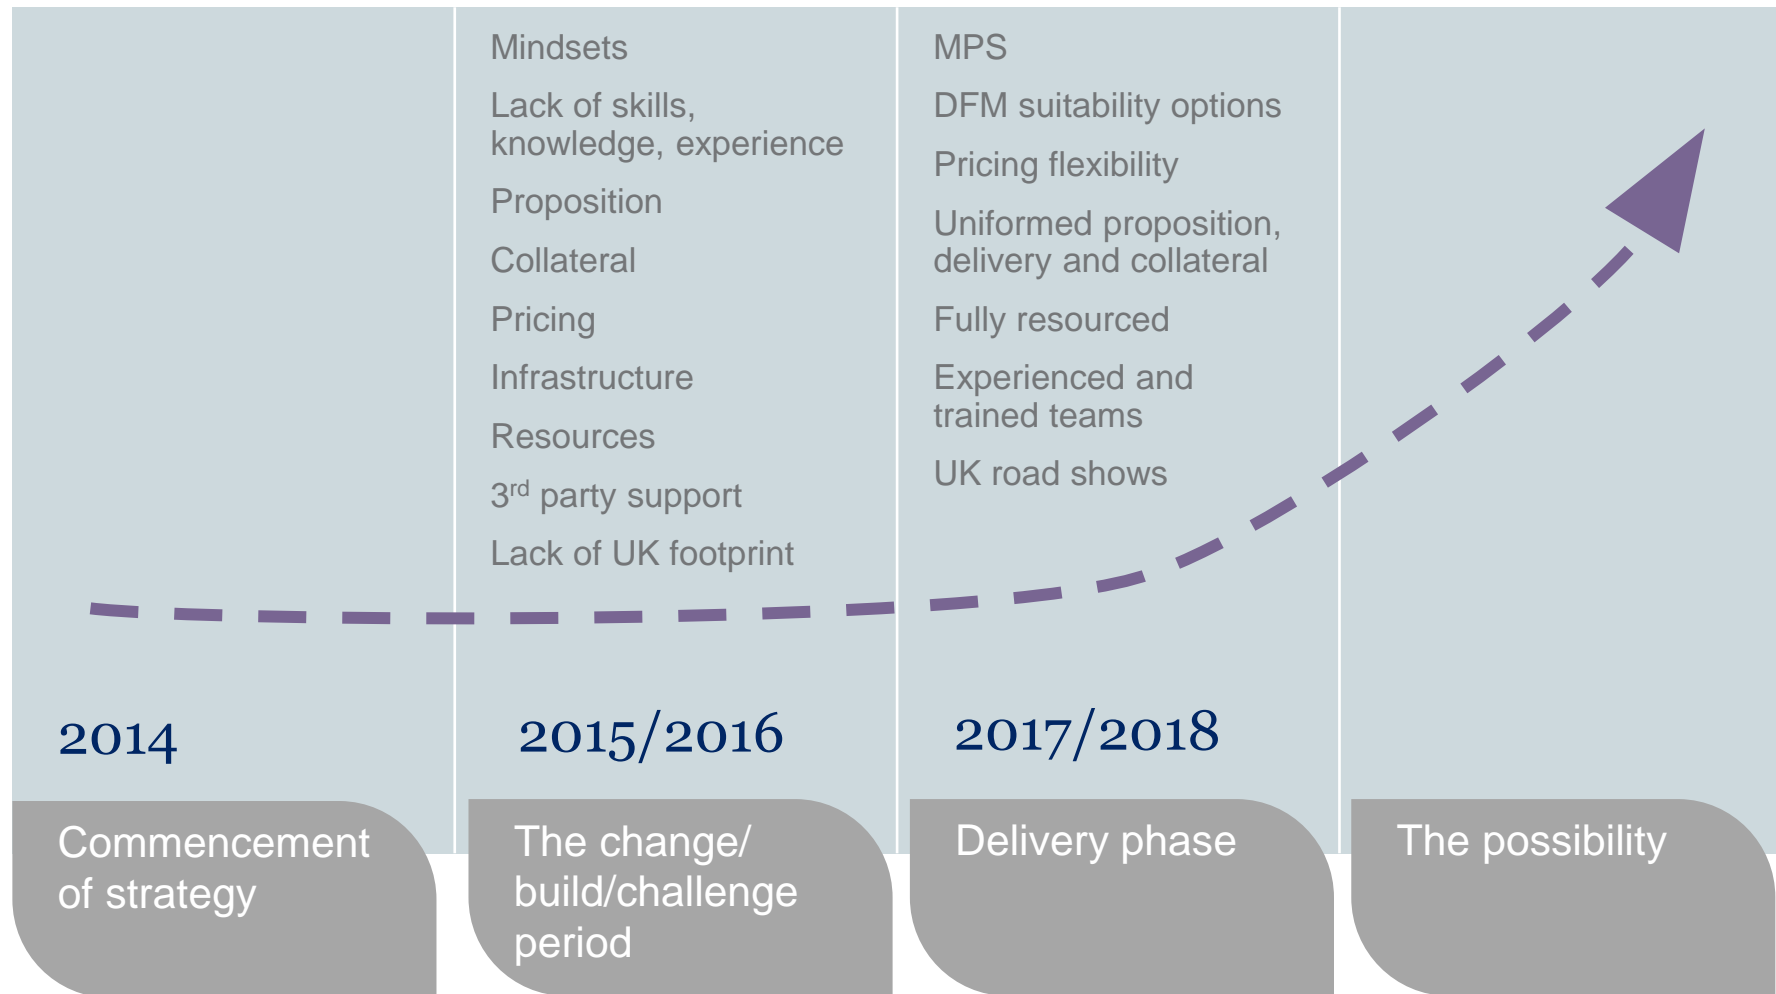 Mindsets
Lack of skills,
knowledge, experience
Proposition
Collateral
Pricing
Infrastructure
Resources
3rd party support
Lack of UK footprint
MPS
DFM suitability options
Pricing flexibility
Uniformed proposition,
delivery and collateral
Fully resourced
Experienced and
trained teams
UK road shows
2014
2015/2016
2017/2018
Commencement
of strategy
The change/
build/challenge
period
Delivery phase
The possibility